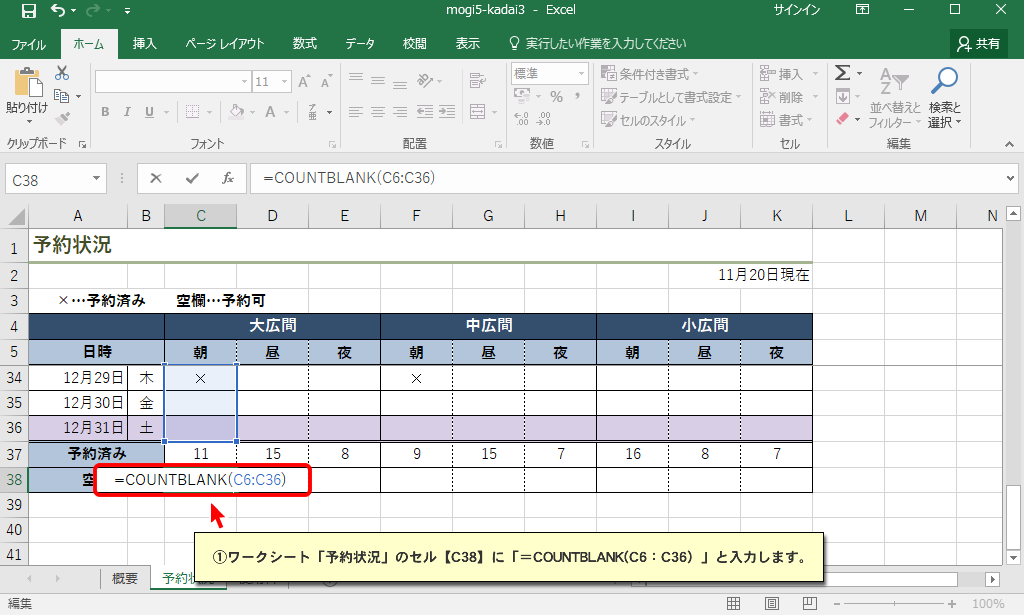 mogi5-kadai3 - Excel サインイン
ファイル ホーム 挿入 ページ レイアウト 数式 データ 校閲 表示 実行したい作業を入力してください 共有
貼り付け 11 標準 条件付き書式 挿入 並べ替えと フィルター 検索と 選択
B I U A % , テーブルとして書式設定 削除
セルのスタイル 書式
クリップボード フォント 配置 数値 スタイル セル 編集
C38 fx =COUNTBLANK(C6:C36)
A B C D E F G H I J K L M N
1 予約状況
2 11月20日現在
3 ×…予約済み 空欄…予約可
4 大広間 中広間 小広間
5 日時 朝 昼 夜 朝 昼 夜 朝 昼 夜
34 12月29日 木 × ×
35 12月30日 金
36 12月31日 土
37 予約済み 11 15 8 9 15 7 16 8 7
38 空 =COUNTBLANK(C6:C36)
39
40
41
①ワークシート「予約状況」のセル【C38】に「＝COUNTBLANK(C6：C36）」と入力します。
概要 予約状
編集 100%